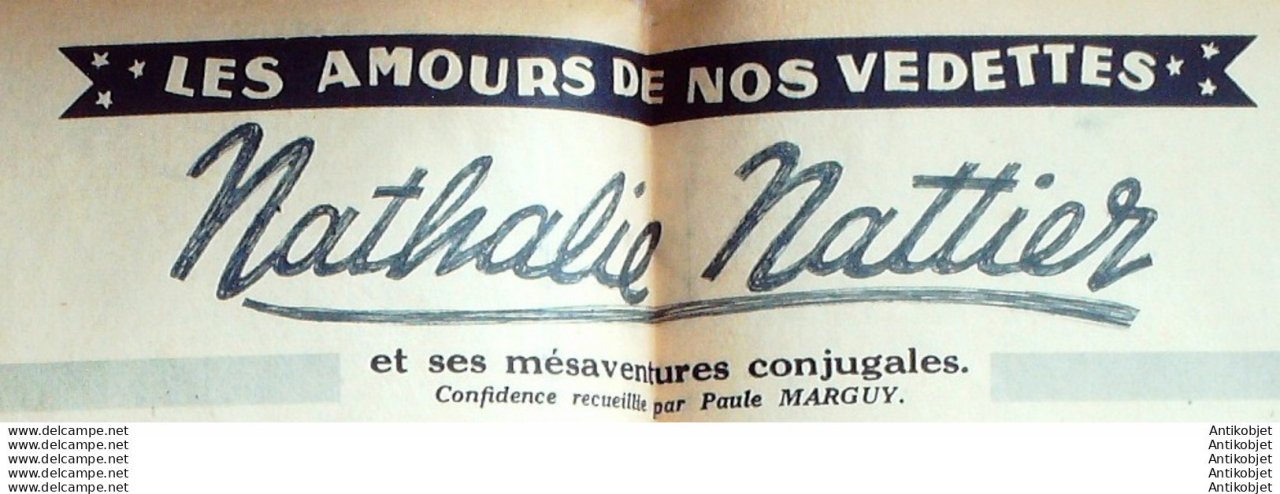 LES AMOURS DE NOS VEDETTES
Nathalie Nattier
et ses mésaventures conjugales.
Confidence recueillie par Paule MARGUY.
www.delcampe.net Antikobjet
www.delcampe.net Antikobjet
www.delcampe.net Antikobjet
www.delcampe.net Antikobjet
www.delcampe.net Antikobjet